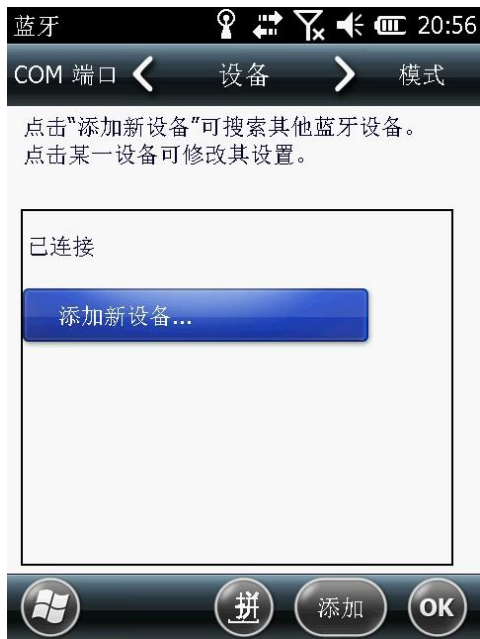 蓝牙 20:56
COM 端口 设备 模式
点击“添加新设备”可搜索其他蓝牙设备。
点击某一设备可修改其设置。
已连接
添加新设备...
拼 添加 OK